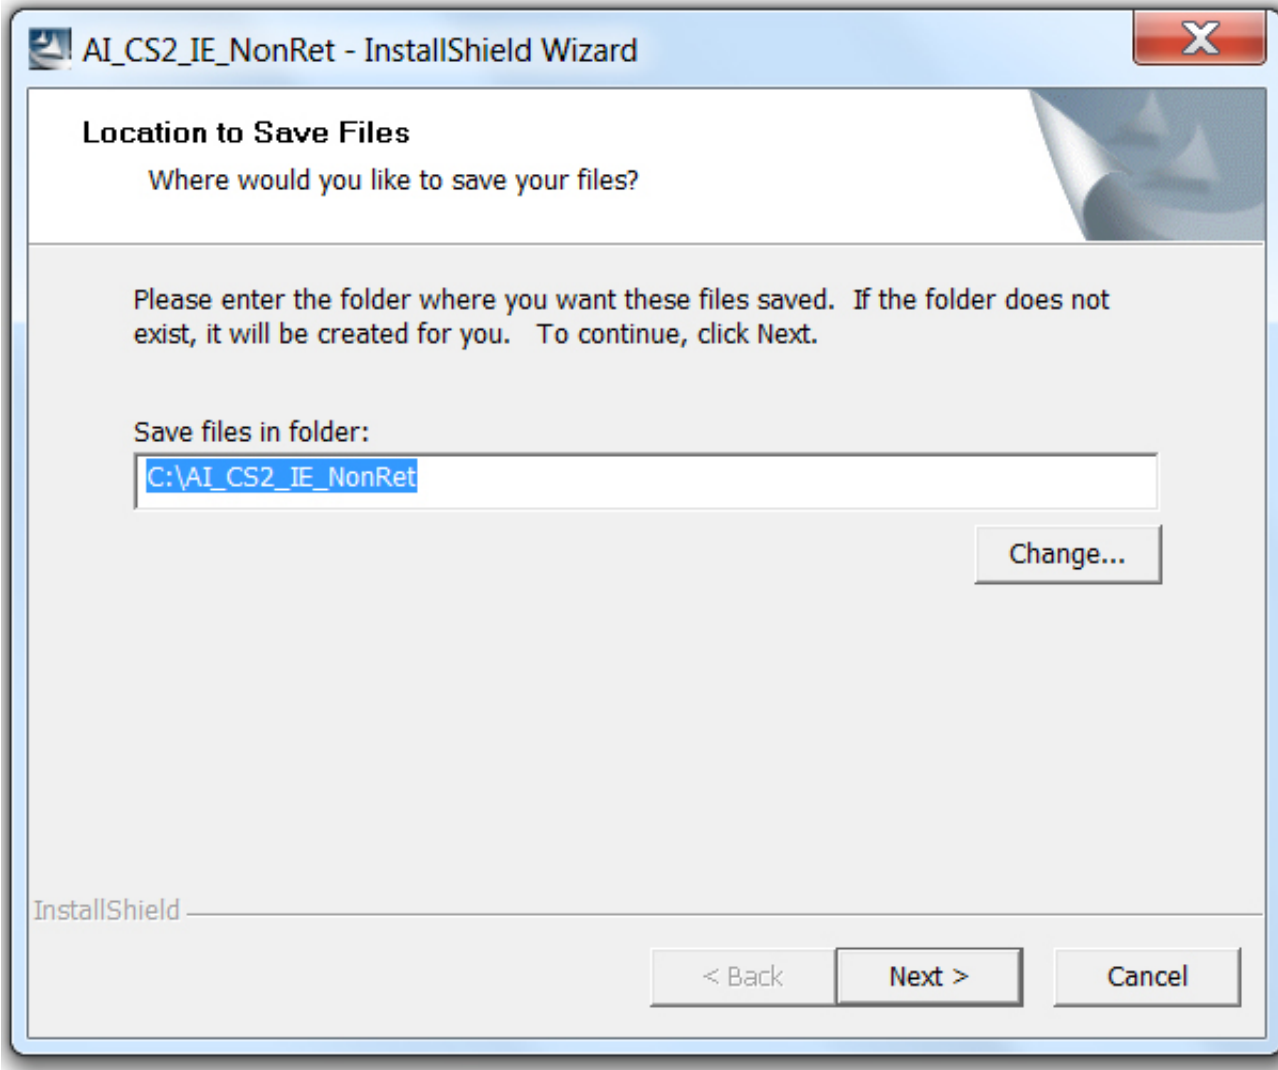 AI_CS2_IE_NonRet - InstallShield Wizard
Location to Save Files
Where would you like to save your files?
Please enter the folder where you want these files saved.  If the folder does not
exist, it will be created for you.   To continue, click Next.
Save files in folder:
C:\AI_CS2_IE_NonRet
Change...
InstallShield
< Back
Next >
Cancel